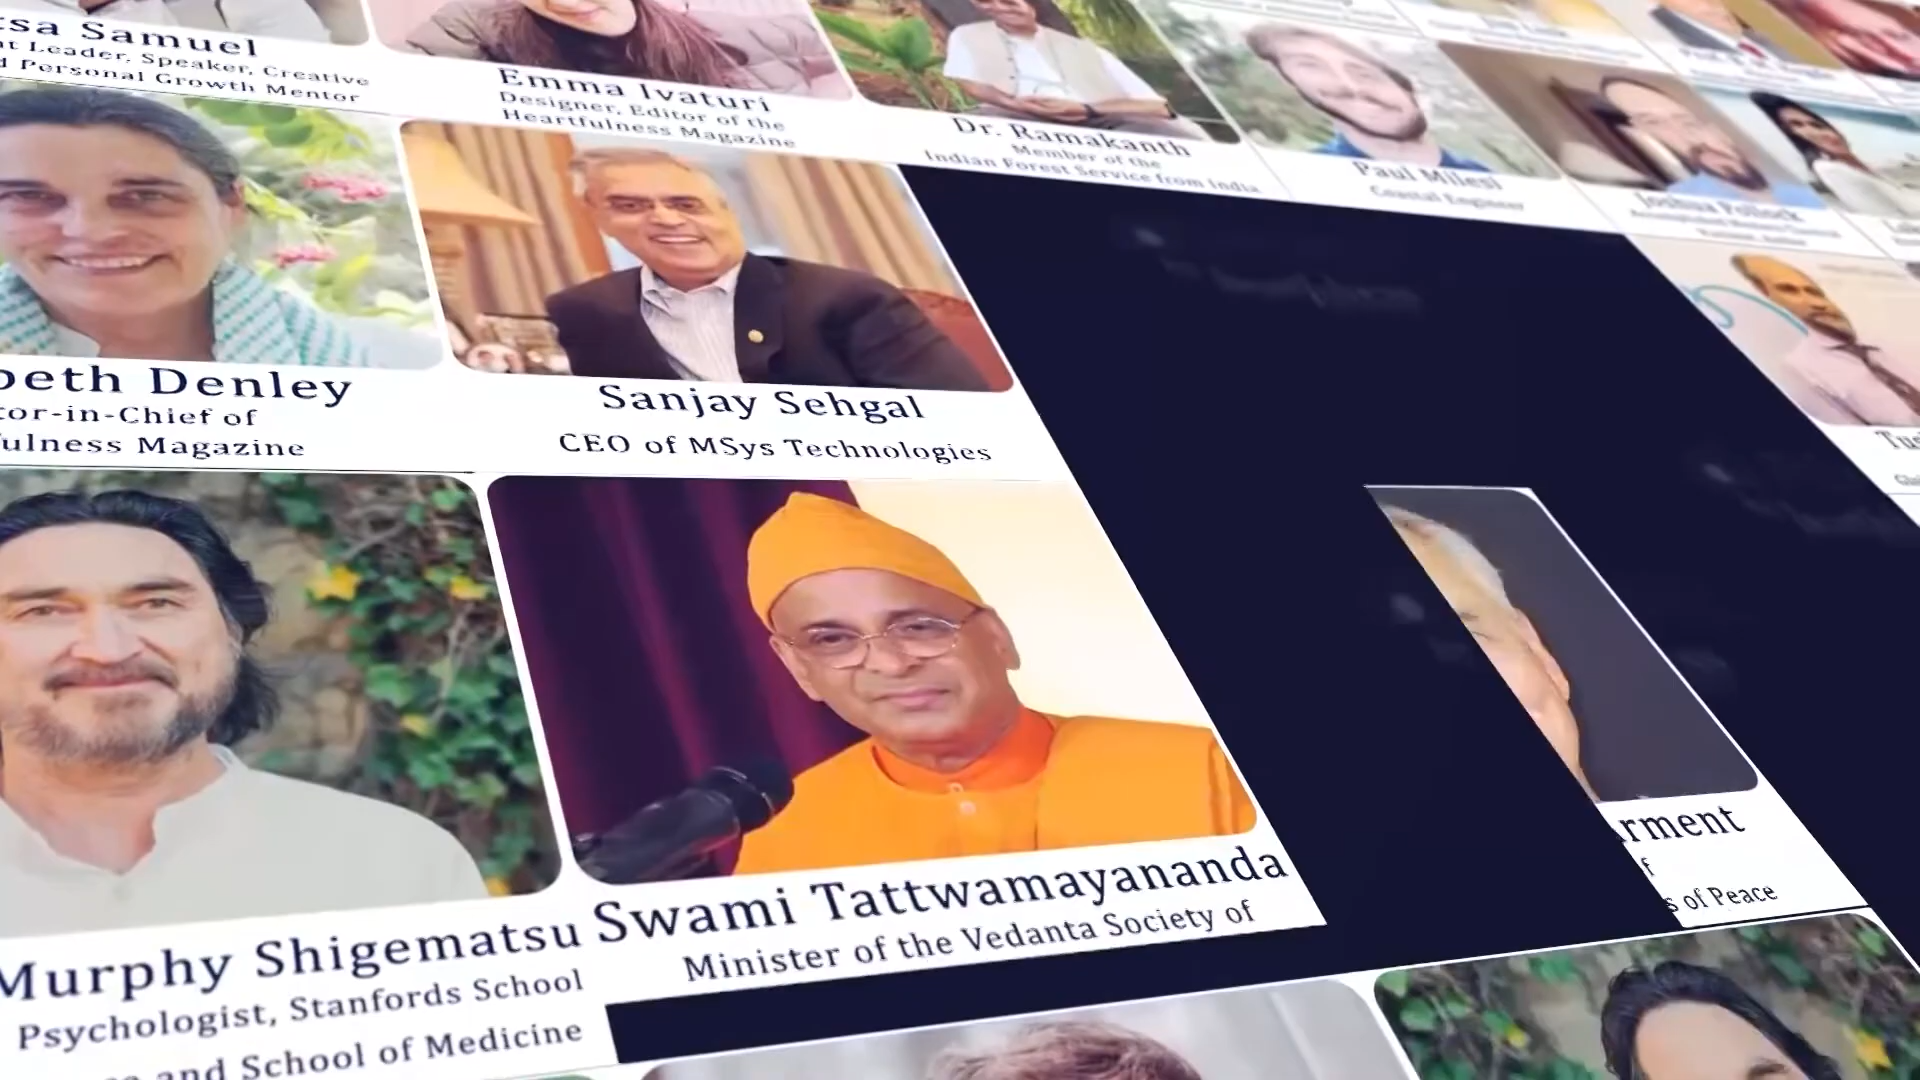 Samuel
Leader, Speaker, Creative
Personal Growth Mentor
Emma Ivaturi
Designer, Editor of the
Heartfulness Magazine
Dr. Ramakanth
Member of the
Indian Forest Service from India
Paul Milesi
Coastal Engineer
Joshua Pollock
beth Denley
tor-in-Chief of
fulness Magazine
Sanjay Sehgal
CEO of MSys Technologies
Murphy Shigematsu
Psychologist, Stanfords School
and School of Medicine
Swami Tattwamayananda
Minister of the Vedanta Society of
rment
f
s of Peace